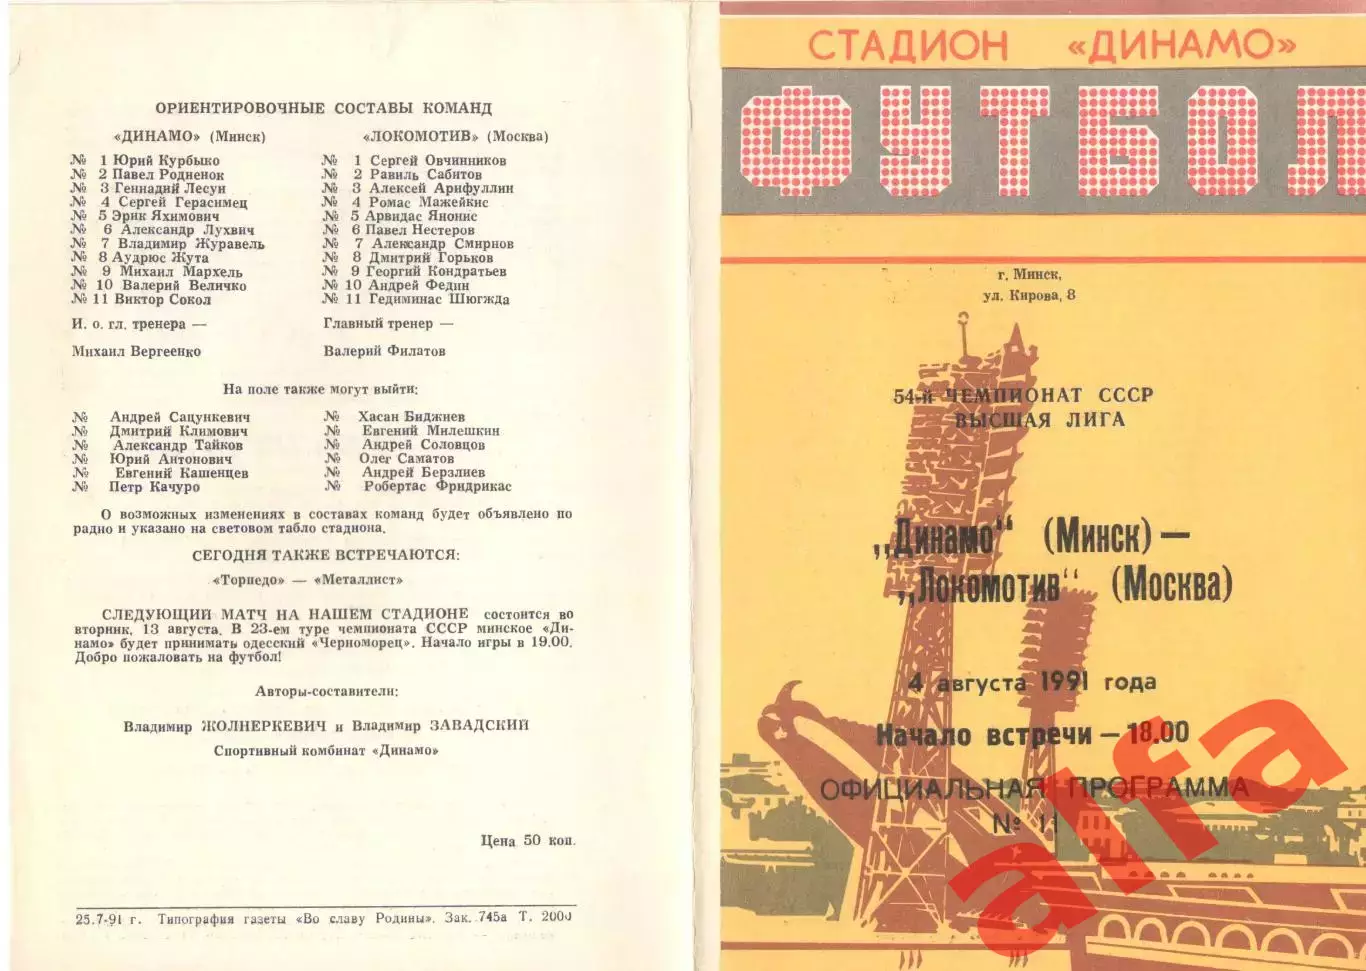 ОРИЕНТИРОВОЧНЫЕ СОСТАВЫ КОМАНД
«ДИНАМО» (Минск)
№ 1 Юрий Курбыко
№ 2 Павел Родненок
№ 3 Геннадий Лесун
№ 4 Сергей Герасимец
№ 5 Эрик Яхимович
№ 6 Александр Лухвич
№ 7 Владимир Журавель
№ 8 Аудрюс Жута
№ 9 Михаил Мархель
№ 10 Валерий Величко
№ 11 Виктор Сокол
И. о. гл. тренера —
Михаил Вергеенко
«ЛОКОМОТИВ» (Москва)
№ 1 Сергей Овчинников
№ 2 Равиль Сабитов
№ 3 Алексей Арифуллин
№ 4 Ромас Мажейкис
№ 5 Арвидас Янонис
№ 6 Павел Нестеров
№ 7 Александр Смирнов
№ 8 Дмитрий Горьков
№ 9 Георгий Кондратьев
№ 10 Андрей Федин
№ 11 Гедиминас Шюгжда
Главный тренер —
Валерий Филатов
На поле также могут выйти:
№ Андрей Сацункевич
№ Дмитрий Климович
№ Александр Тайков
№ Юрий Антонович
№ Евгений Кашенцев
№ Петр Качуро
№ Хасан Биджиев
№ Евгений Милешкин
№ Андрей Соловцов
№ Олег Саматов
№ Андрей Берзлиев
№ Робертас Фридрикас
О возможных изменениях в составах команд будет объявлено по
радио и указано на световом табло стадиона.
СЕГОДНЯ ТАКЖЕ ВСТРЕЧАЮТСЯ:
«Торпедо» — «Металлист»
СЛЕДУЮЩИЙ МАТЧ НА НАШЕМ СТАДИОНЕ состоится во
вторник, 13 августа. В 23-ем туре чемпионата СССР минское «Ди-
намо» будет принимать одесский «Черноморец». Начало игры в 19.00.
Добро пожаловать на футбол!
Авторы-составители:
Владимир ЖОЛНЕРКЕВИЧ и Владимир ЗАВАДСКИЙ
Спортивный комбинат «Динамо»
Цена 50 коп.
25.7-91 г. Типография газеты «Во славу Родины». Зак. 745а Т. 2000
СТАДИОН «ДИНАМО»
ФУТБОЛ
г. Минск,
ул. Кирова, 8
54-й ЧЕМПИОНАТ СССР
ВЫСШАЯ ЛИГА
„Динамо“ (Минск) —
„Локомотив“ (Москва)
4 августа 1991 года
Начало встречи — 18.00
ОФИЦИАЛЬНАЯ ПРОГРАММА
№ 11
alfa